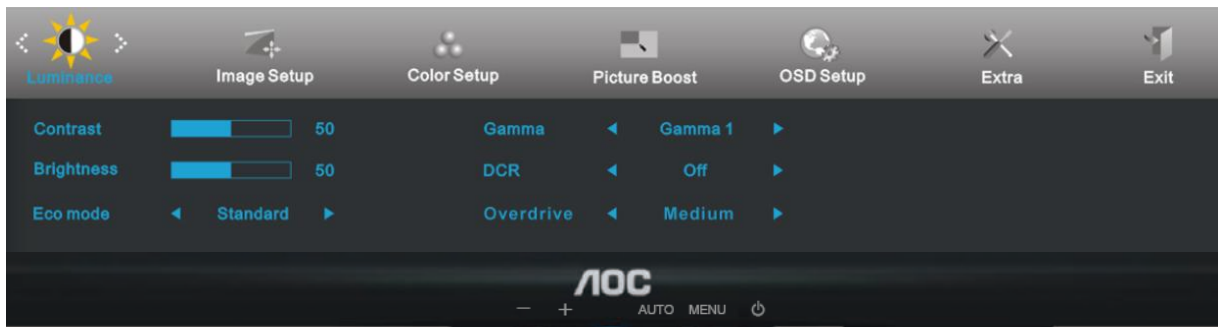 Luminance
Image Setup
Color Setup
Picture Boost
OSD Setup
Extra
Exit
Contrast 50 Gamma Gamma 1
Brightness 50 DCR Off
Eco mode Standard Overdrive Medium
AOC
− + AUTO MENU